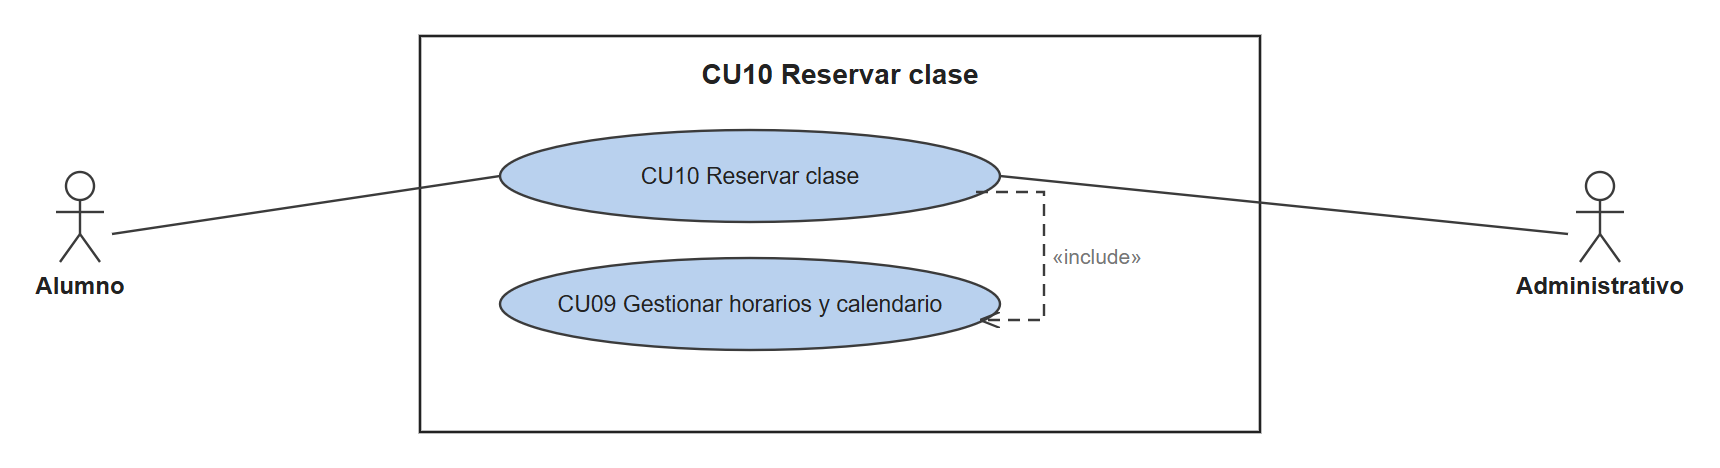 CU10 Reservar clase
CU10 Reservar clase
«include»
CU09 Gestionar horarios y calendario
Alumno
Administrativo